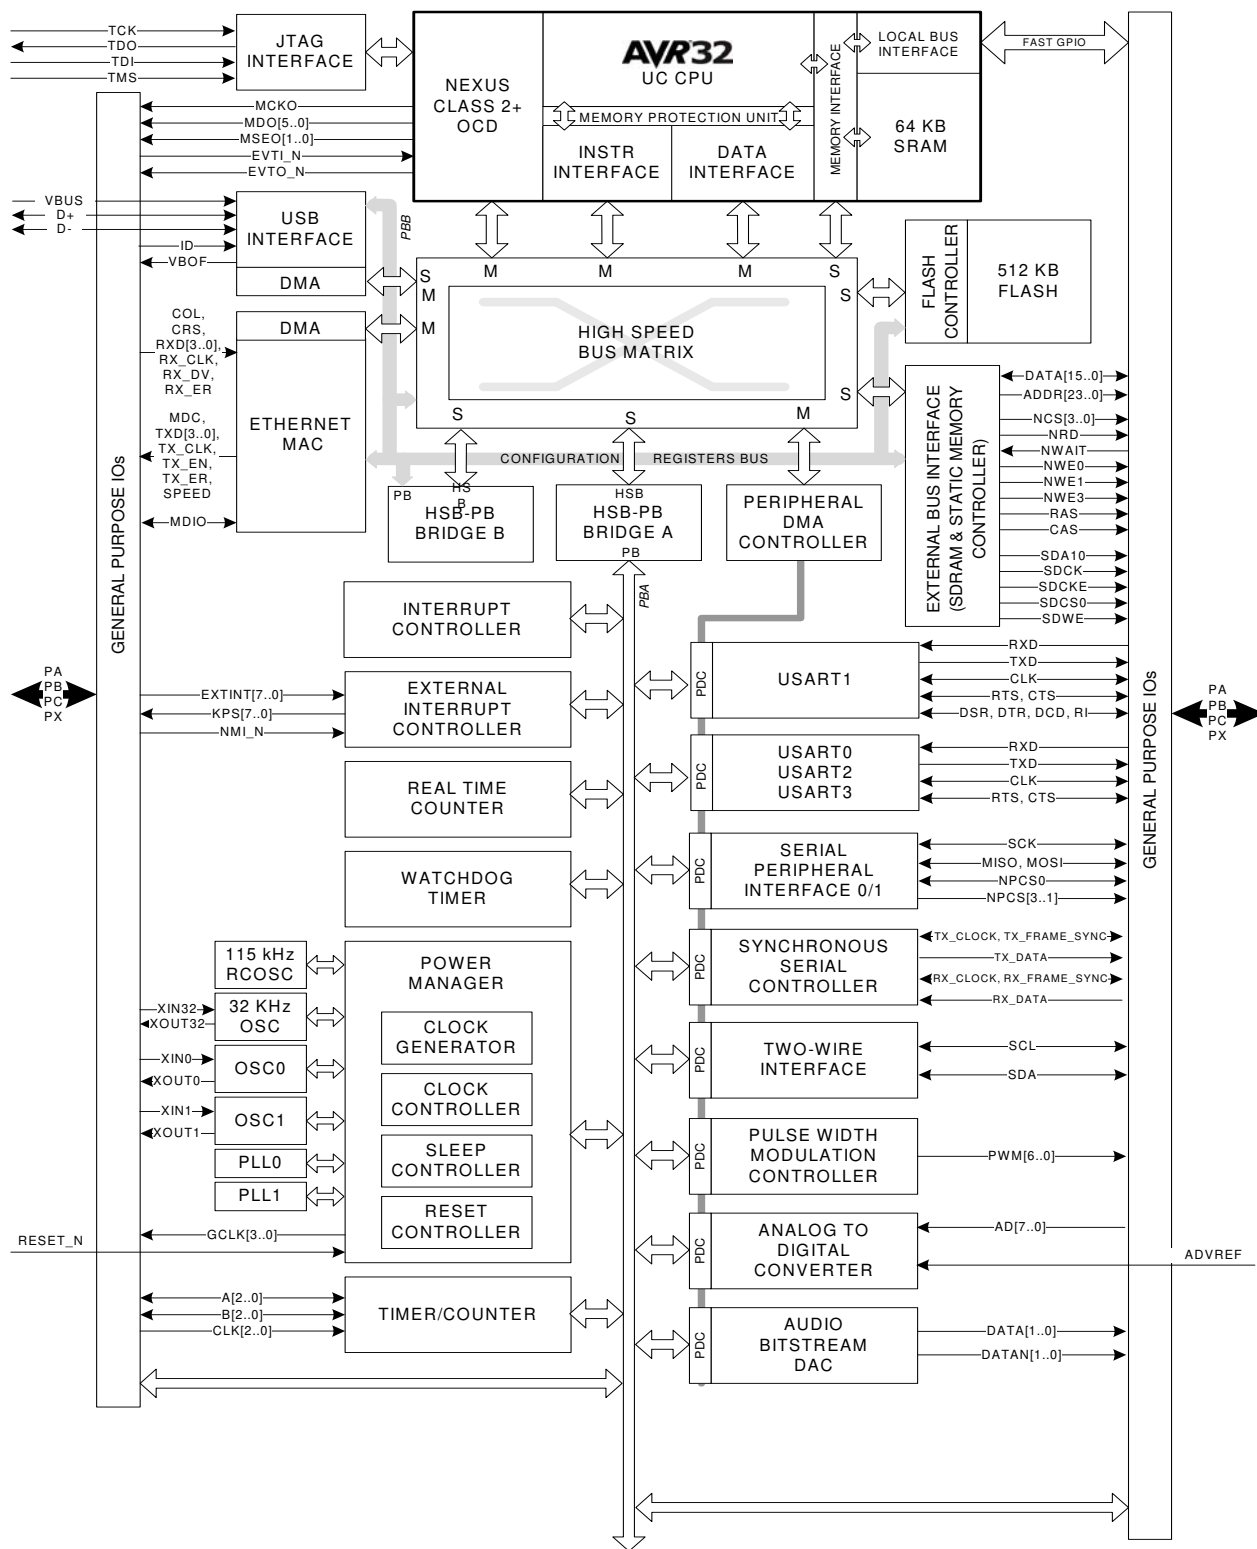 TCK
TDO
TDI
TMS
JTAG
INTERFACE
MCKO
MDO[5..0]
MSEO[1..0]
EVTI_N
EVTO_N
NEXUS
CLASS 2+
OCD
AVR32
UC CPU
MEMORY PROTECTION UNIT
INSTR
INTERFACE
DATA
INTERFACE
MEMORY INTERFACE
LOCAL BUS
INTERFACE
64 KB
SRAM
FAST GPIO
VBUS
D+
D-
ID
VBOF
USB
INTERFACE
DMA
PBB
S
M
M
M
M
M
S
S
S
S
S
M
HIGH SPEED
BUS MATRIX
FLASH
CONTROLLER
512 KB
FLASH
COL,
CRS,
RXD[3..0],
RX_CLK,
RX_DV,
RX_ER
MDC,
TXD[3..0],
TX_CLK,
TX_EN,
TX_ER,
SPEED
MDIO
DMA
ETHERNET
MAC
CONFIGURATION REGISTERS BUS
PB
HS
B
HSB-PB
BRIDGE B
HSB
HSB-PB
BRIDGE A
PB
PBA
PERIPHERAL
DMA
CONTROLLER
EXTERNAL BUS INTERFACE
(SDRAM & STATIC MEMORY
CONTROLLER)
DATA[15..0]
ADDR[23..0]
NCS[3..0]
NRD
NWAIT
NWE0
NWE1
NWE3
RAS
CAS
SDA10
SDCK
SDCKE
SDCS0
SDWE
GENERAL PURPOSE IOs
PA
PB
PC
PX
INTERRUPT
CONTROLLER
EXTINT[7..0]
KPS[7..0]
NMI_N
EXTERNAL
INTERRUPT
CONTROLLER
REAL TIME
COUNTER
WATCHDOG
TIMER
115 kHz
RCOSC
XIN32
XOUT32
32 KHz
OSC
XIN0
XOUT0
OSC0
XIN1
XOUT1
OSC1
PLL0
PLL1
GCLK[3..0]
RESET_N
POWER
MANAGER
CLOCK
GENERATOR
CLOCK
CONTROLLER
SLEEP
CONTROLLER
RESET
CONTROLLER
A[2..0]
B[2..0]
CLK[2..0]
TIMER/COUNTER
PDC
USART1
RXD
TXD
CLK
RTS, CTS
DSR, DTR, DCD, RI
PDC
USART0
USART2
USART3
RXD
TXD
CLK
RTS, CTS
PDC
SERIAL
PERIPHERAL
INTERFACE 0/1
SCK
MISO, MOSI
NPCS0
NPCS[3..1]
PDC
SYNCHRONOUS
SERIAL
CONTROLLER
TX_CLOCK, TX_FRAME_SYNC
TX_DATA
RX_CLOCK, RX_FRAME_SYNC
RX_DATA
PDC
TWO-WIRE
INTERFACE
SCL
SDA
PDC
PULSE WIDTH
MODULATION
CONTROLLER
PWM[6..0]
PDC
ANALOG TO
DIGITAL
CONVERTER
AD[7..0]
ADVREF
PDC
AUDIO
BITSTREAM
DAC
DATA[1..0]
DATAN[1..0]
GENERAL PURPOSE IOs
PA
PB
PC
PX